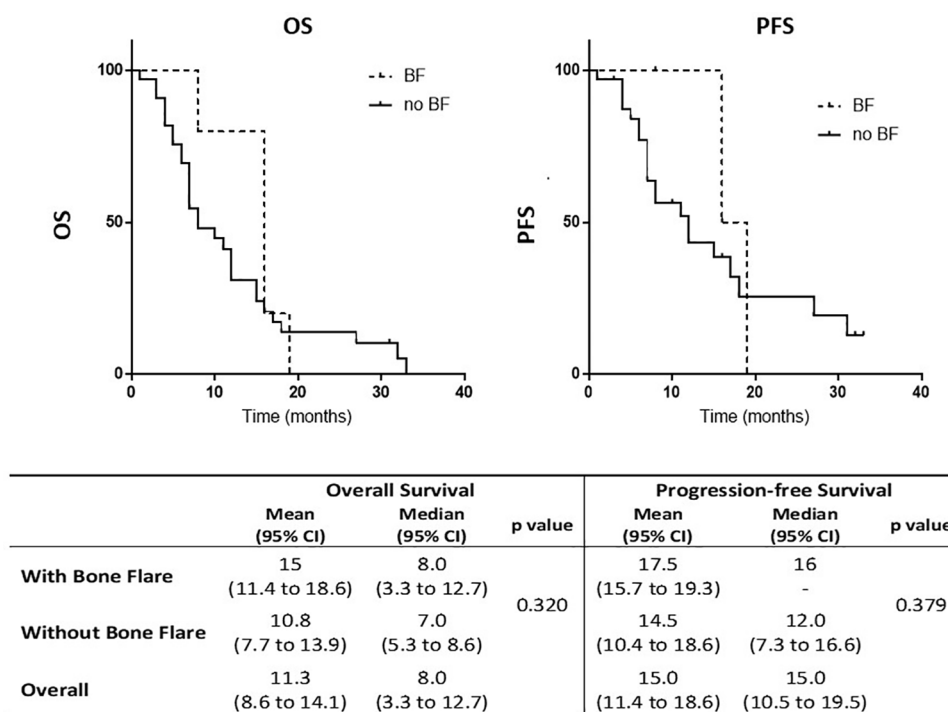 OS
OS
100
50
0
0 10 20 30 40
Time (months)
BF
no BF
PFS
PFS
100
50
0
0 10 20 30 40
Time (months)
BF
no BF
Overall Survival Progression-free Survival
Mean Median p value Mean Median p value
(95% CI) (95% CI) (95% CI) (95% CI)
With Bone Flare 15 8.0 17.5 16
(11.4 to 18.6) (3.3 to 12.7) (15.7 to 19.3) -
0.320 0.379
Without Bone Flare 10.8 7.0 14.5 12.0
(7.7 to 13.9) (5.3 to 8.6) (10.4 to 18.6) (7.3 to 16.6)
Overall 11.3 8.0 15.0 15.0
(8.6 to 14.1) (3.3 to 12.7) (11.4 to 18.6) (10.5 to 19.5)